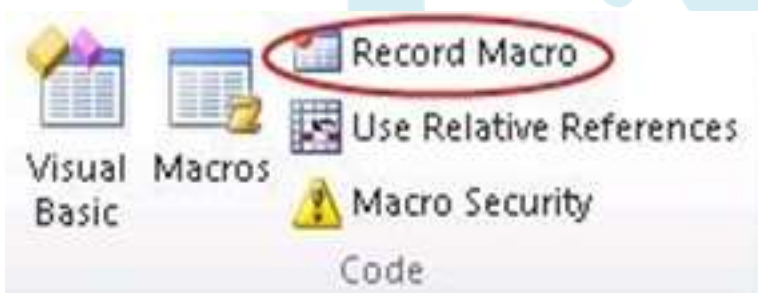 Visual
Basic
Macros
Record Macro
Use Relative References
Macro Security
Code